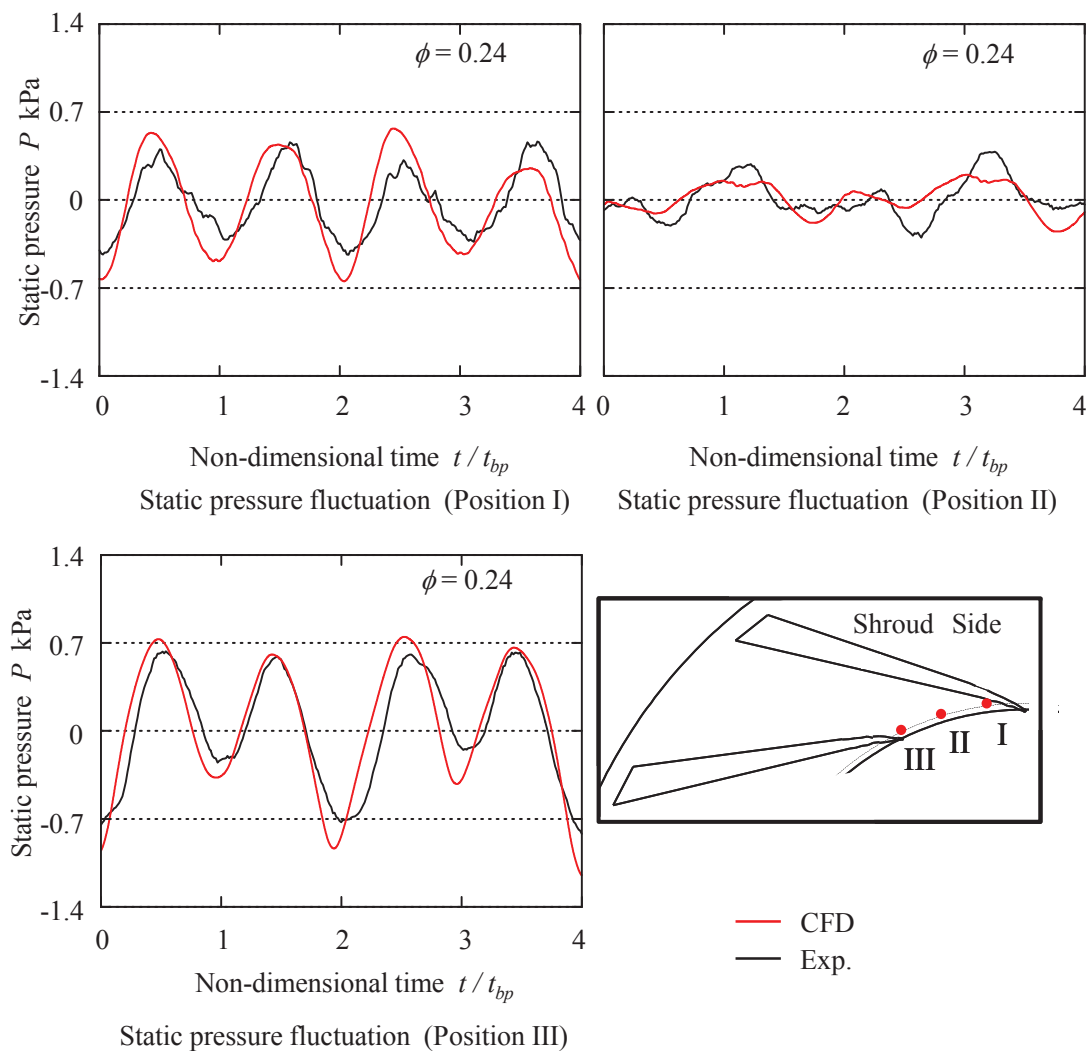 1.4
0.7
0
-0.7
-1.4
Static pressure P kPa
ϕ = 0.24
0 1 2 3 4
Non-dimensional time t / t_bp
Static pressure fluctuation (Position I)
ϕ = 0.24
0 1 2 3 4
Non-dimensional time t / t_bp
Static pressure fluctuation (Position II)
1.4
0.7
0
-0.7
-1.4
Static pressure P kPa
ϕ = 0.24
0 1 2 3 4
Non-dimensional time t / t_bp
Static pressure fluctuation (Position III)
Shroud Side
I
II
III
CFD
Exp.